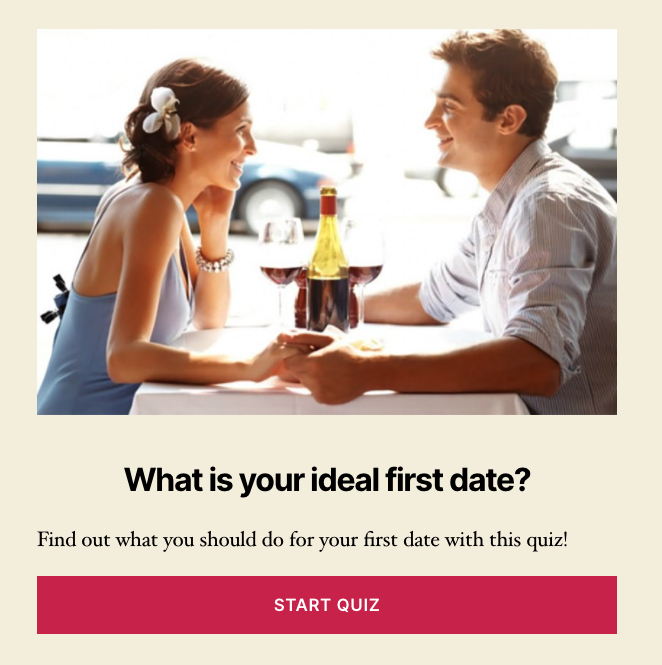 What is your ideal first date?
Find out what you should do for your first date with this quiz!
START QUIZ